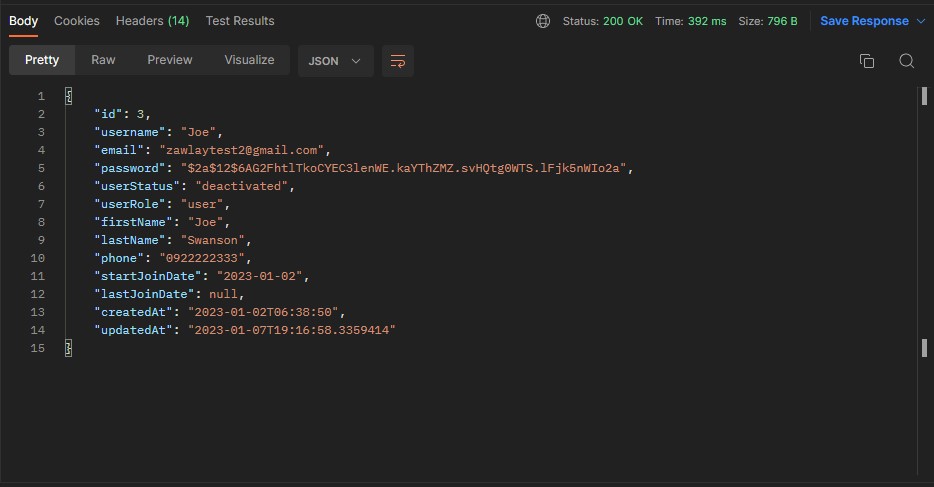 Body Cookies Headers (14) Test Results Status: 200 OK Time: 392 ms Size: 796 B Save Response
Pretty Raw Preview Visualize JSON
1 {
2 "id": 3,
3 "username": "Joe",
4 "email": "zawlaytest2@gmail.com",
5 "password": "$2a$12$6AG2FhtlTkoCYEC3lenWE.kaYThZMZ.svHQtg0WTS.lFjk5nWIo2a",
6 "userStatus": "deactivated",
7 "userRole": "user",
8 "firstName": "Joe",
9 "lastName": "Swanson",
10 "phone": "0922222333",
11 "startJoinDate": "2023-01-02",
12 "lastJoinDate": null,
13 "createdAt": "2023-01-02T06:38:50",
14 "updatedAt": "2023-01-07T19:16:58.3359414"
15 }